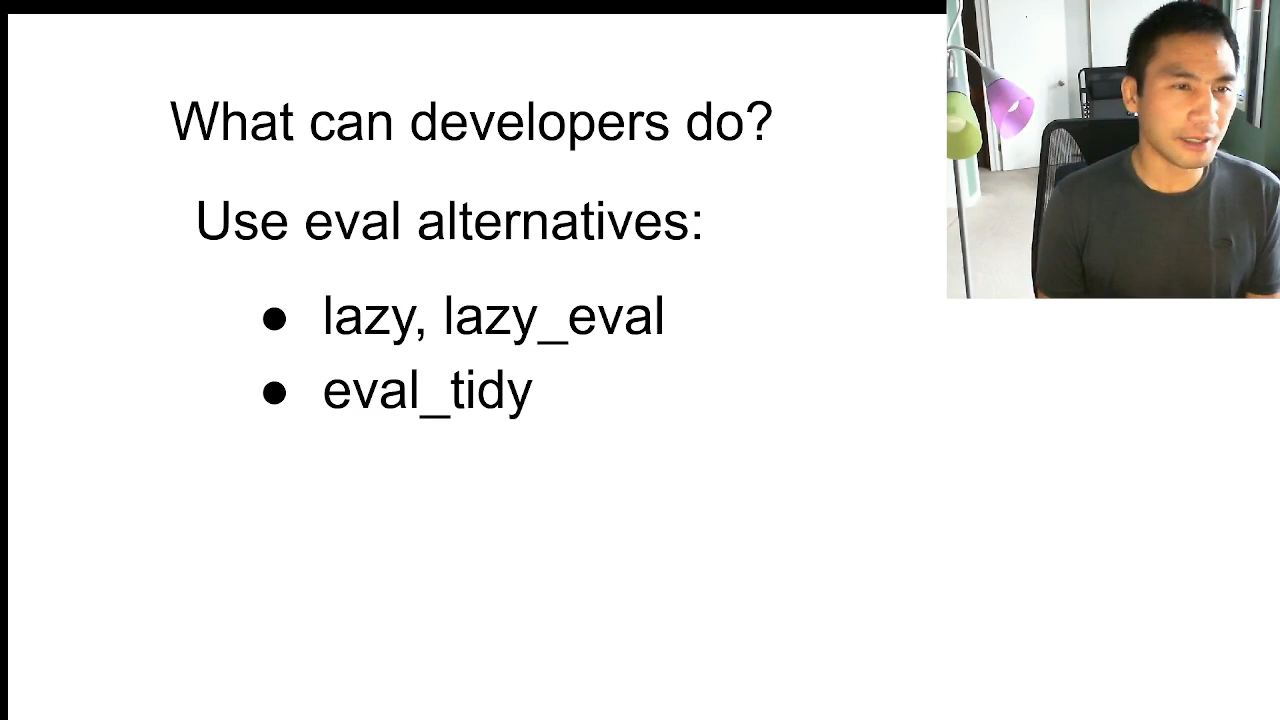 What can developers do?
Use eval alternatives:
● lazy, lazy_eval
● eval_tidy